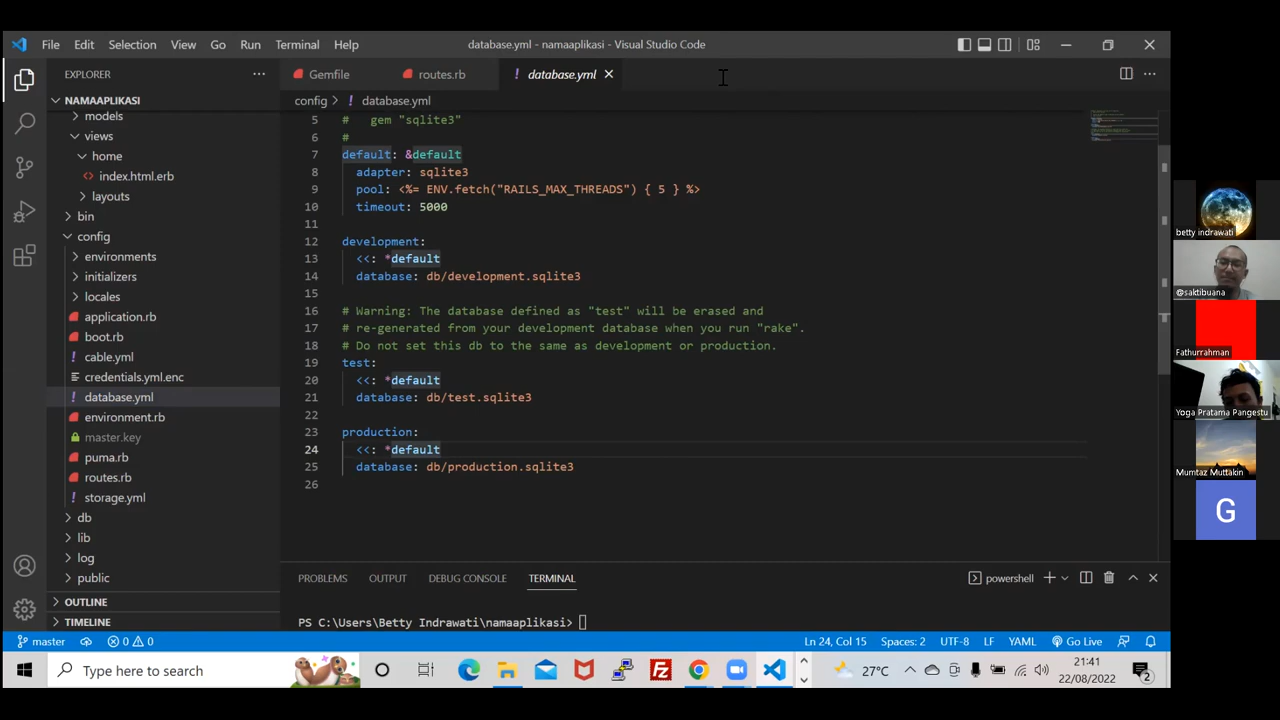 File Edit Selection View Go Run Terminal Help
database.yml - namaaplikasi - Visual Studio Code
EXPLORER
NAMAAPLIKASI
models
views
home
index.html.erb
layouts
bin
config
environments
initializers
locales
application.rb
boot.rb
cable.yml
credentials.yml.enc
database.yml
environment.rb
master.key
puma.rb
routes.rb
storage.yml
db
lib
log
public
OUTLINE
TIMELINE
Gemfile routes.rb ! database.yml
config > ! database.yml
5 #   gem "sqlite3"
6 #
7 default: &default
8   adapter: sqlite3
9   pool: <%= ENV.fetch("RAILS_MAX_THREADS") { 5 } %>
10   timeout: 5000
11
12 development:
13   <<: *default
14   database: db/development.sqlite3
15
16 # Warning: The database defined as "test" will be erased and
17 # re-generated from your development database when you run "rake".
18 # Do not set this db to the same as development or production.
19 test:
20   <<: *default
21   database: db/test.sqlite3
22
23 production:
24   <<: *default
25   database: db/production.sqlite3
26
PROBLEMS OUTPUT DEBUG CONSOLE TERMINAL
powershell
PS C:\Users\Betty Indrawati\namaaplikasi>
master 0 0
Ln 24, Col 15 Spaces: 2 UTF-8 LF YAML Go Live
Type here to search
27°C
21:41
22/08/2022
2
betty indrawati
@saktibuana
Fathurrahman
Yoga Pratama Pangestu
Mumtaz Muttakin
G